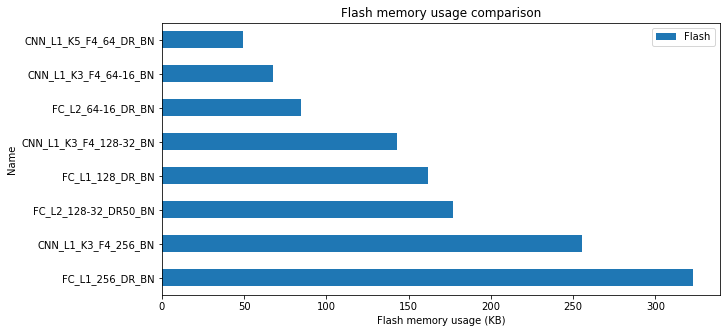 Flash memory usage comparison
Flash
Name
CNN_L1_K5_F4_64_DR_BN
CNN_L1_K3_F4_64-16_BN
FC_L2_64-16_DR_BN
CNN_L1_K3_F4_128-32_BN
FC_L1_128_DR_BN
FC_L2_128-32_DR50_BN
CNN_L1_K3_F4_256_BN
FC_L1_256_DR_BN
0 50 100 150 200 250 300
Flash memory usage (KB)